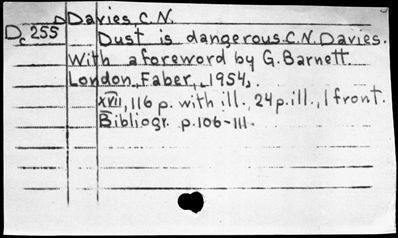 Davies, C.N.
Dc 255
Dust is dangerous. C.N. Davies.
With a foreword by G. Barnett
London, Faber, 1954.
XVII, 116 p. with ill., 24 p. ill., 1 front.
Bibliogr. p. 106-111.